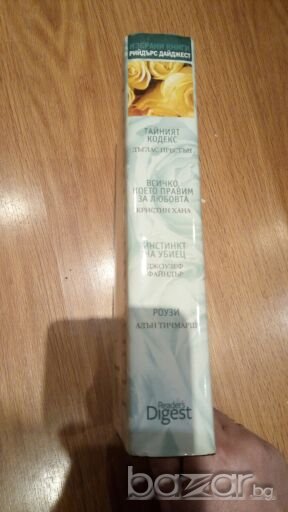 ИЗБРАНИ КНИГИ
РИЙДЪРС ДАЙДЖЕСТ
ТАЙНИЯТ
КОДЕКС
ДЪГЛАС ПРЕСТЪН
ВСИЧКО,
КОЕТО ПРАВИМ
ЗА ЛЮБОВТА
КРИСТИН ХАНА
ИНСТИНКТ
НА УБИЕЦ
ДЖОУЗЕФ
ФАЙНДЪР
РОУЗИ
АЛЪН ТИЧМАРШ
Reader's
Digest
bazar.bg